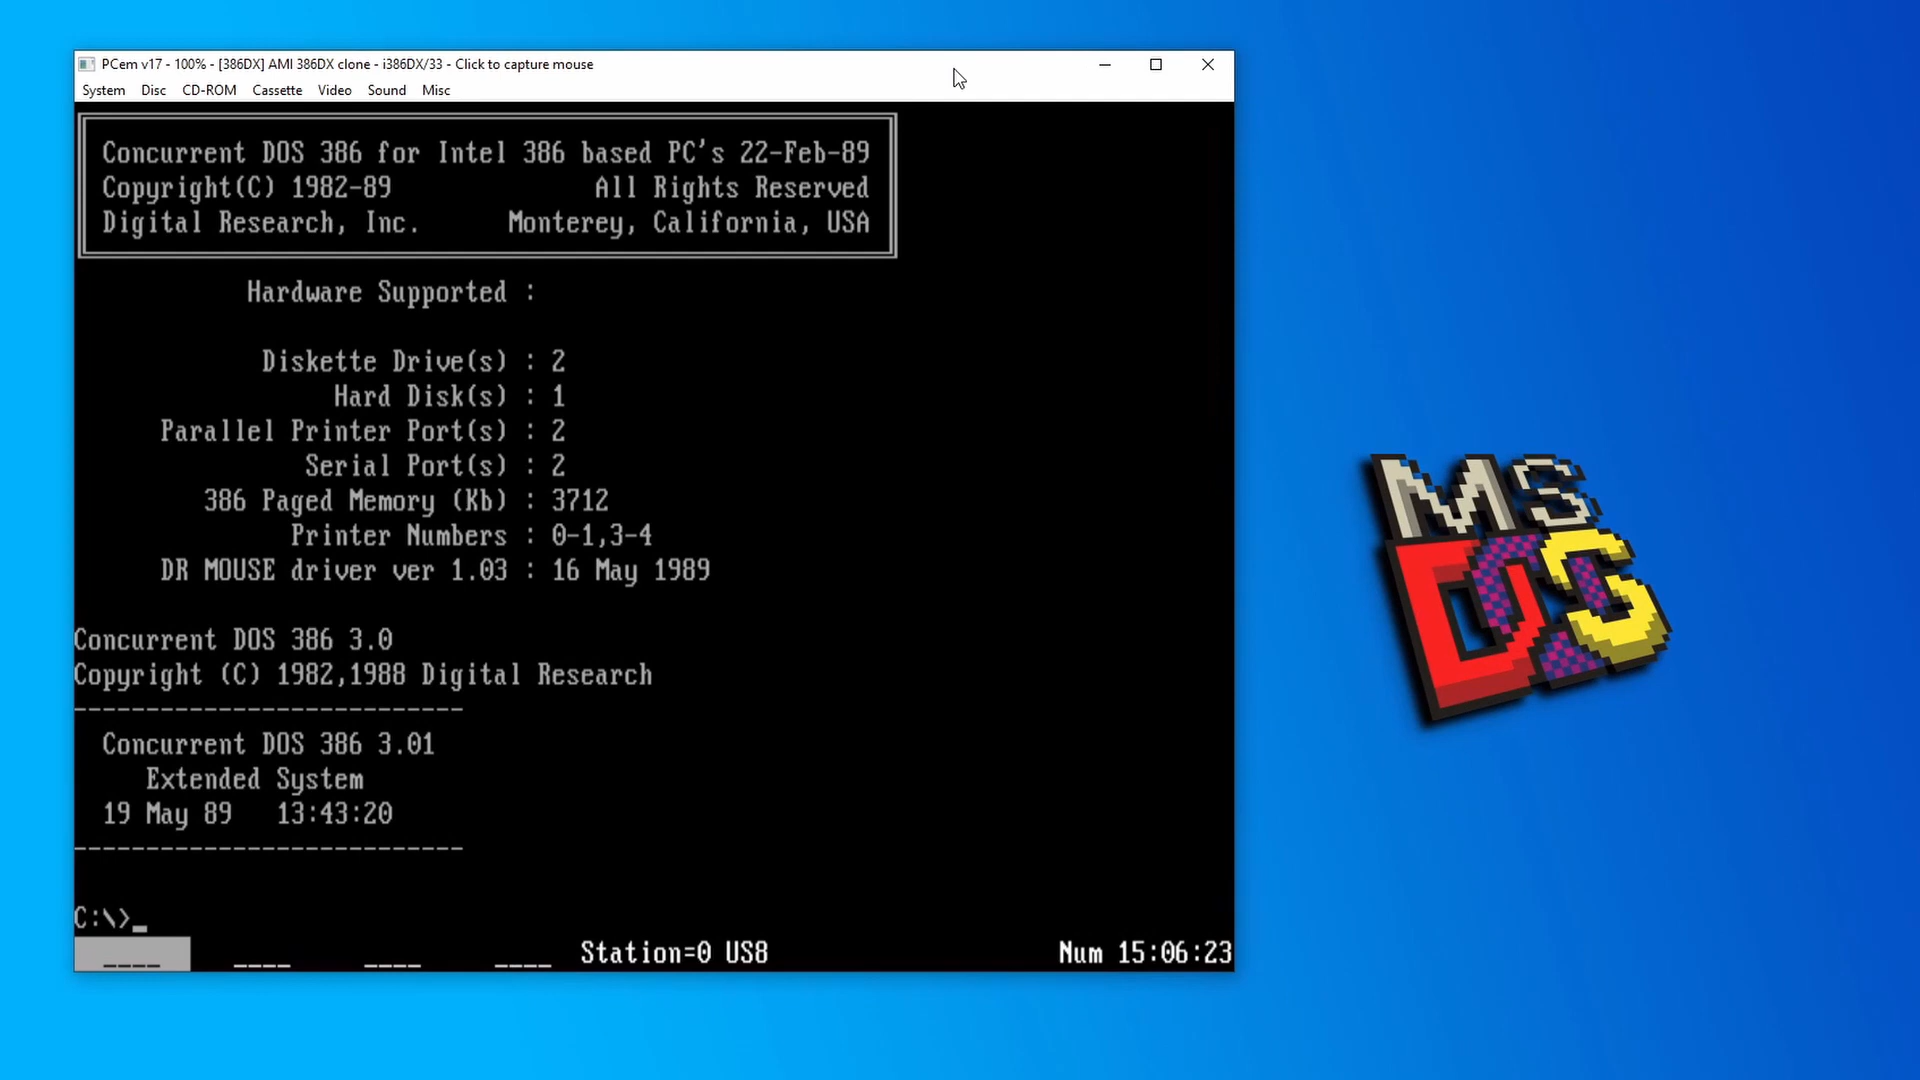 PCem v17 - 100% - [386DX] AMI 386DX clone - i386DX/33 - Click to capture mouse
System Disc CD-ROM Cassette Video Sound Misc
Concurrent DOS 386 for Intel 386 based PC's 22-Feb-89
Copyright(C) 1982-89 All Rights Reserved
Digital Research, Inc. Monterey, California, USA
Hardware Supported :
Diskette Drive(s) : 2
Hard Disk(s) : 1
Parallel Printer Port(s) : 2
Serial Port(s) : 2
386 Paged Memory (Kb) : 3712
Printer Numbers : 0-1,3-4
DR MOUSE driver ver 1.03 : 16 May 1989
Concurrent DOS 386 3.0
Copyright (C) 1982,1988 Digital Research
---------------------------
Concurrent DOS 386 3.01
Extended System
19 May 89 13:43:20
---------------------------
C:\>_
____ ____ ____ ____ Station=0 US8 Num 15:06:23
MS
DOS